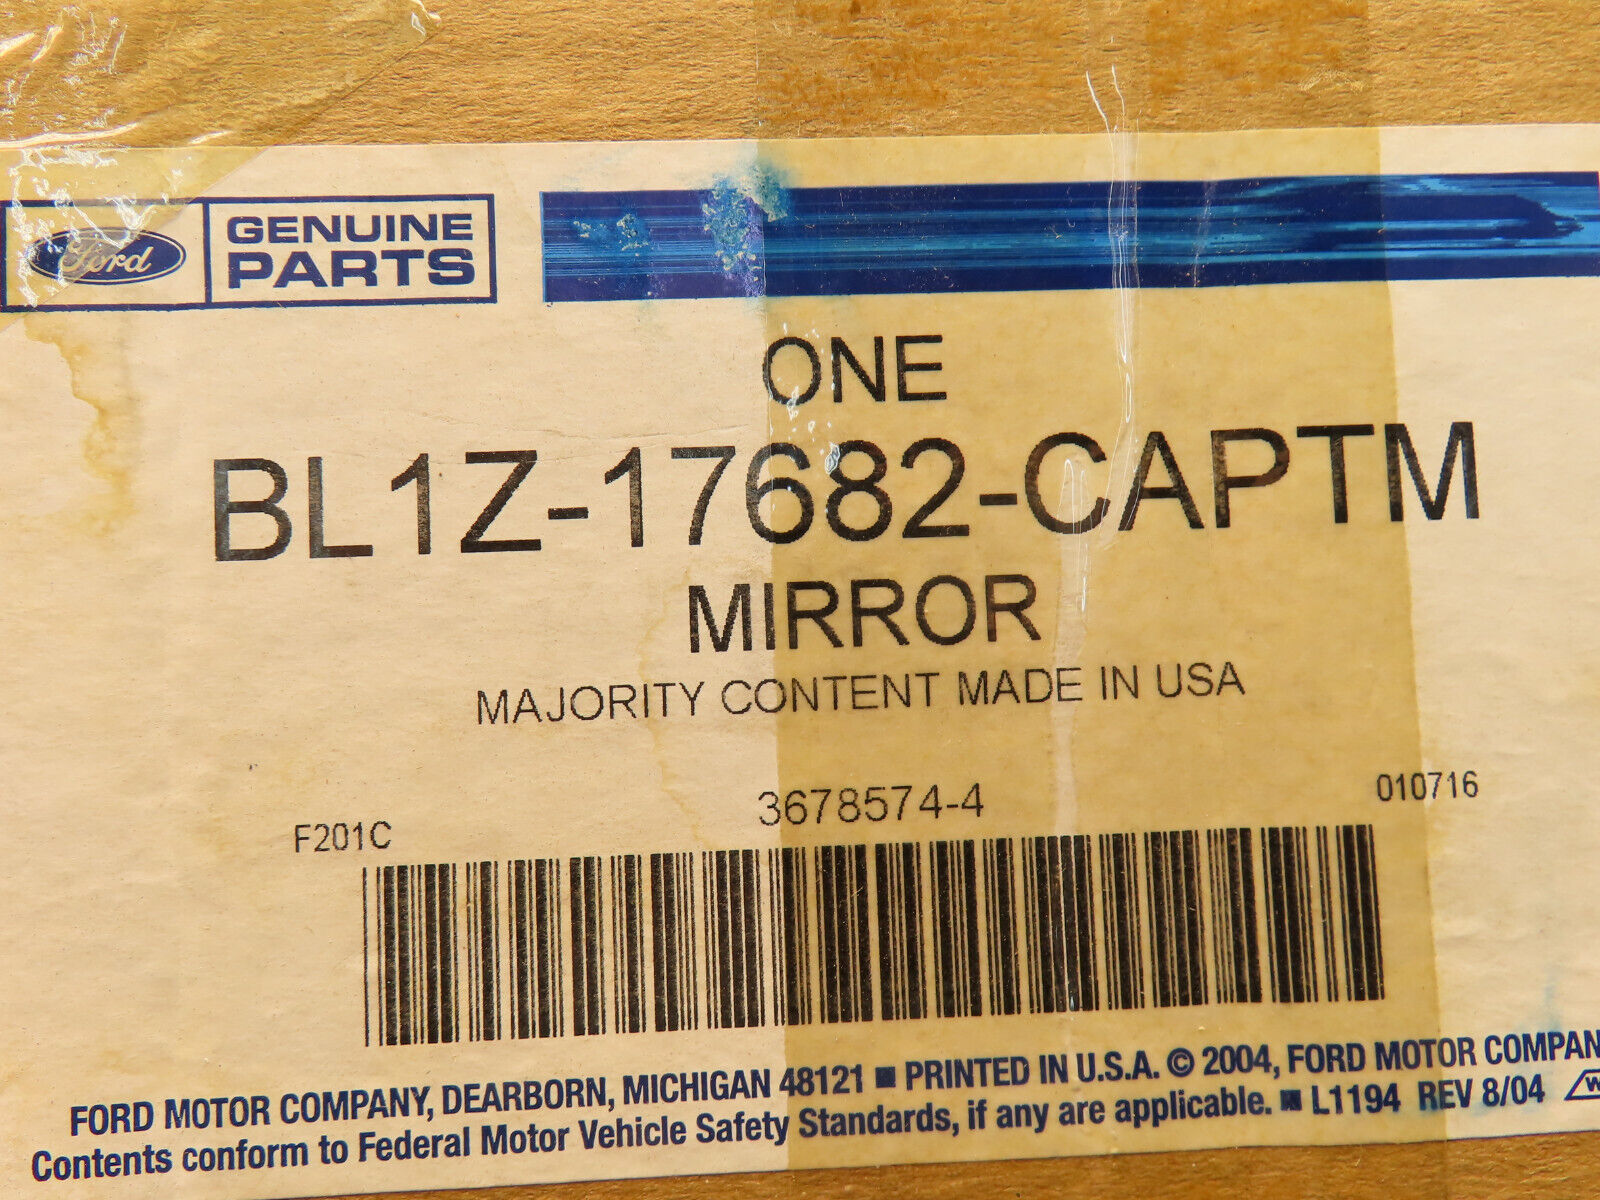 Ford
GENUINE
PARTS
ONE
BL1Z-17682-CAPTM
MIRROR
MAJORITY CONTENT MADE IN USA
3678574-4
010716
F201C
FORD MOTOR COMPANY, DEARBORN, MICHIGAN 48121 ■ PRINTED IN U.S.A. © 2004, FORD MOTOR COMPAN
Contents conform to Federal Motor Vehicle Safety Standards, if any are applicable. ■ L1194 REV 8/04 W